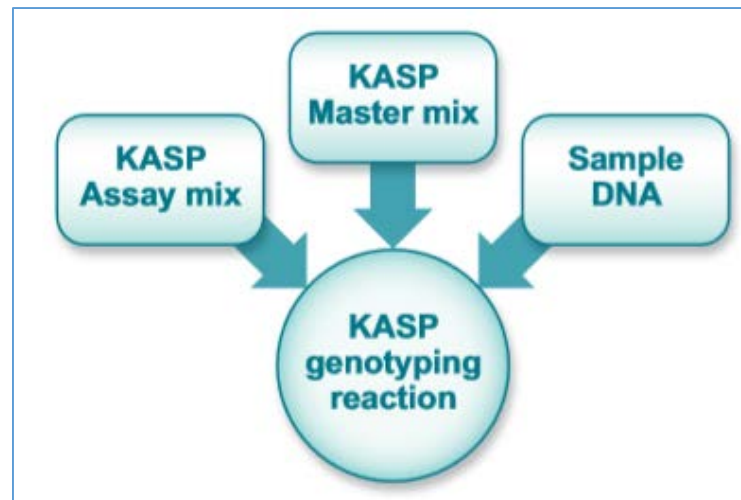 KASP
Master mix
KASP
Assay mix
Sample
DNA
KASP
genotyping
reaction